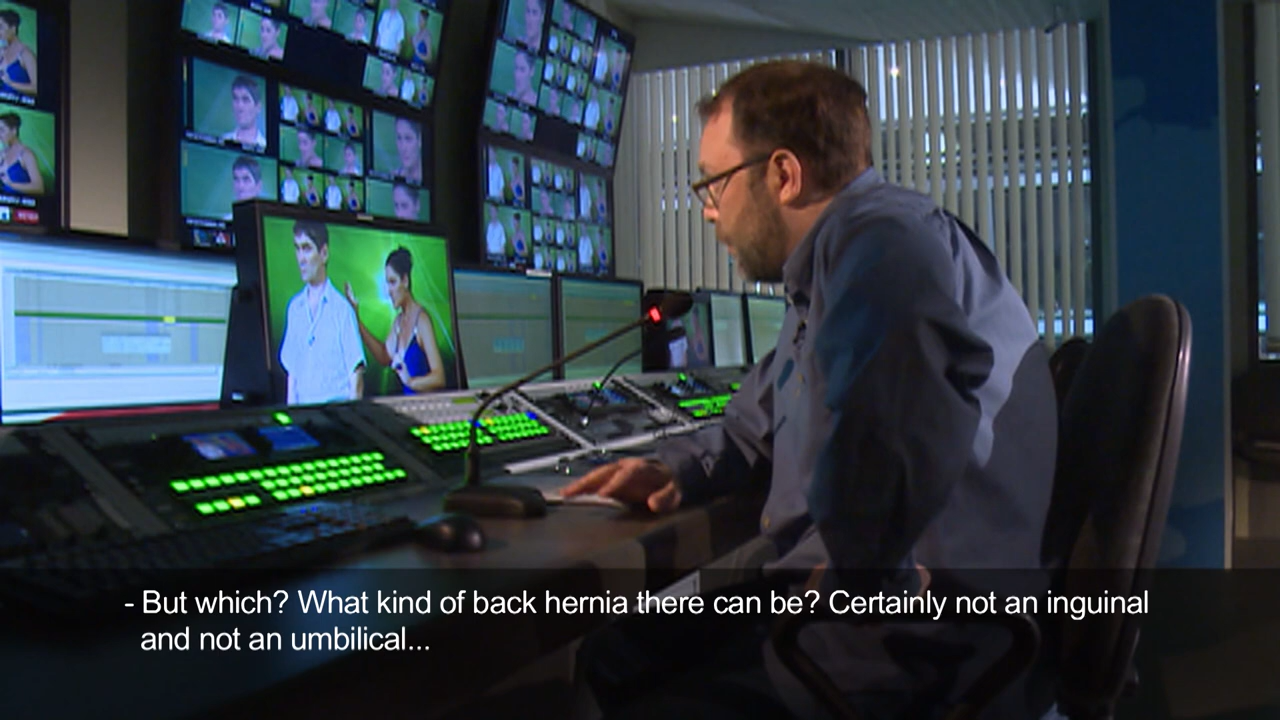 - But which? What kind of back hernia there can be? Certainly not an inguinal
and not an umbilical...